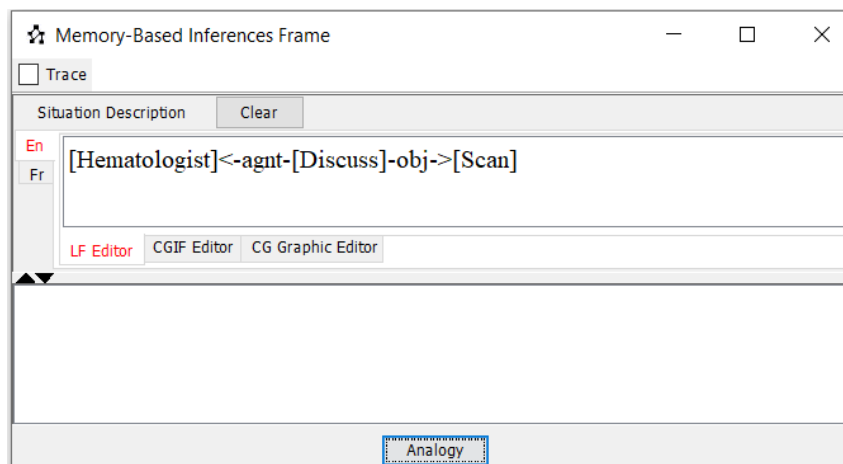 Memory-Based Inferences Frame
Trace
Situation Description Clear
En
[Hematologist]<-agnt-[Discuss]-obj->[Scan]
Fr
LF Editor CGIF Editor CG Graphic Editor
Analogy